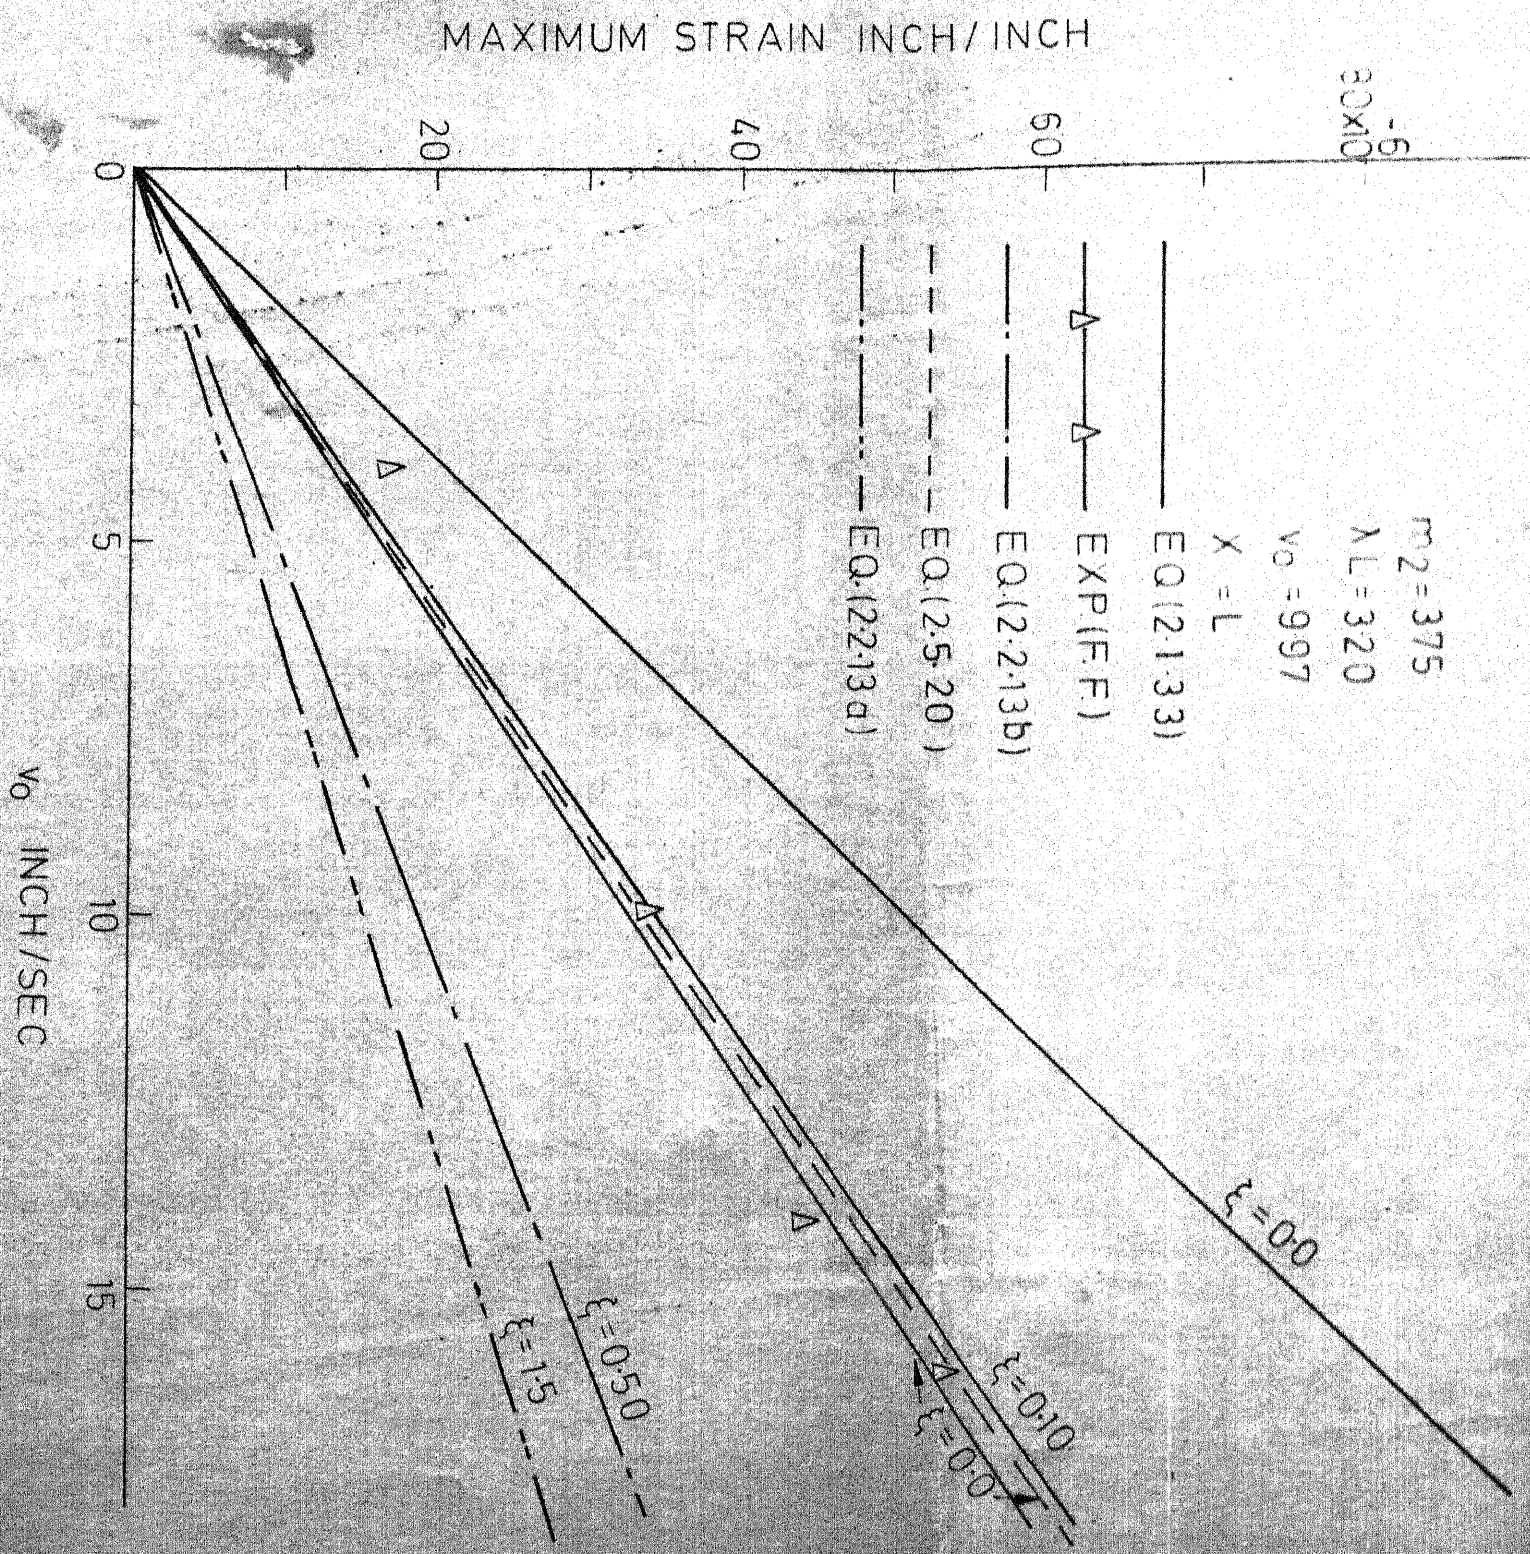 MAXIMUM STRAIN INCH/INCH
80x10-6
60
40
20
0
5
10
15
v0 INCH/SEC
m2=375
λL=320
v0=997
X=L
EQ(2·1·33)
EXP(F.F.)
EQ.(2·2·13b)
EQ.(2·5·20)
EQ.(2·2·13a)
ξ=0·0
ξ=0·10
ξ=0·0
ξ=0·50
ξ=1·5